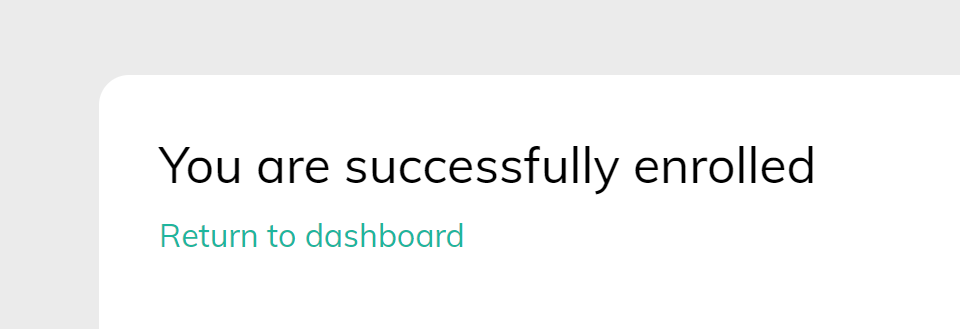 You are successfully enrolled
Return to dashboard